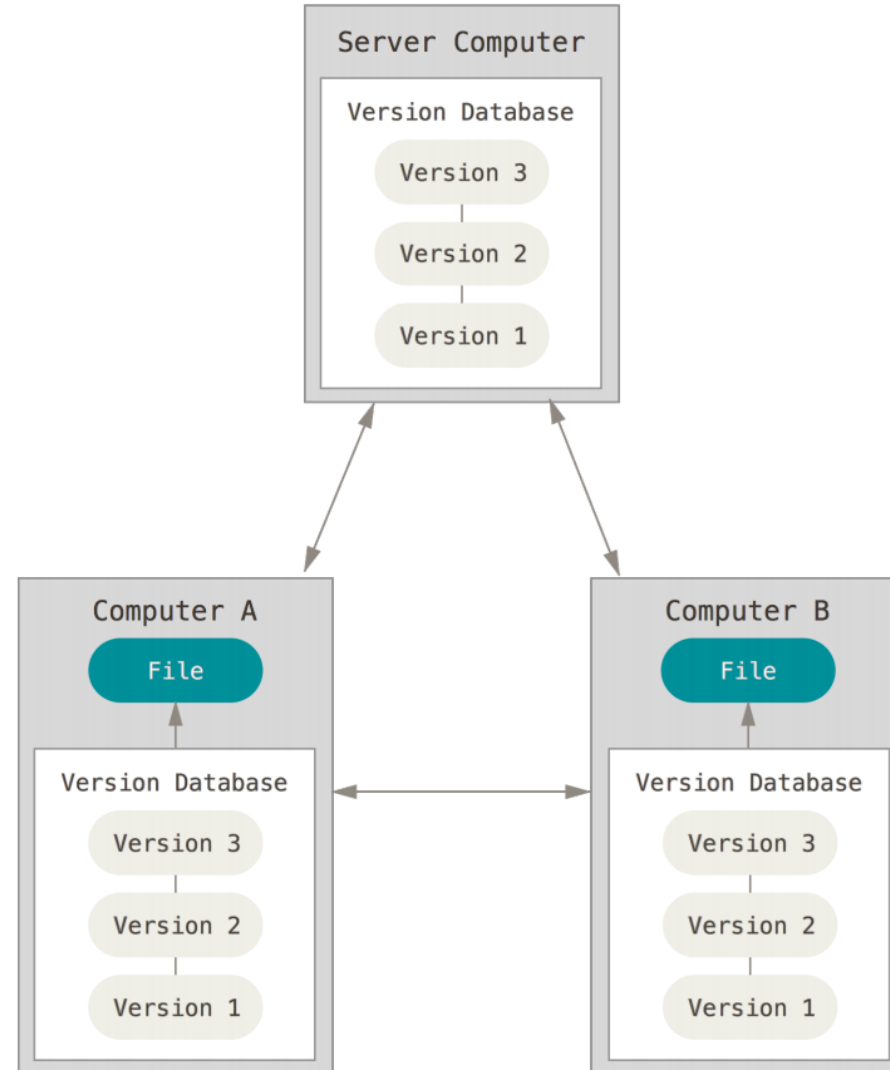 Server Computer
Version Database
Version 3
Version 2
Version 1
Computer A
File
Version Database
Version 3
Version 2
Version 1
Computer B
File
Version Database
Version 3
Version 2
Version 1